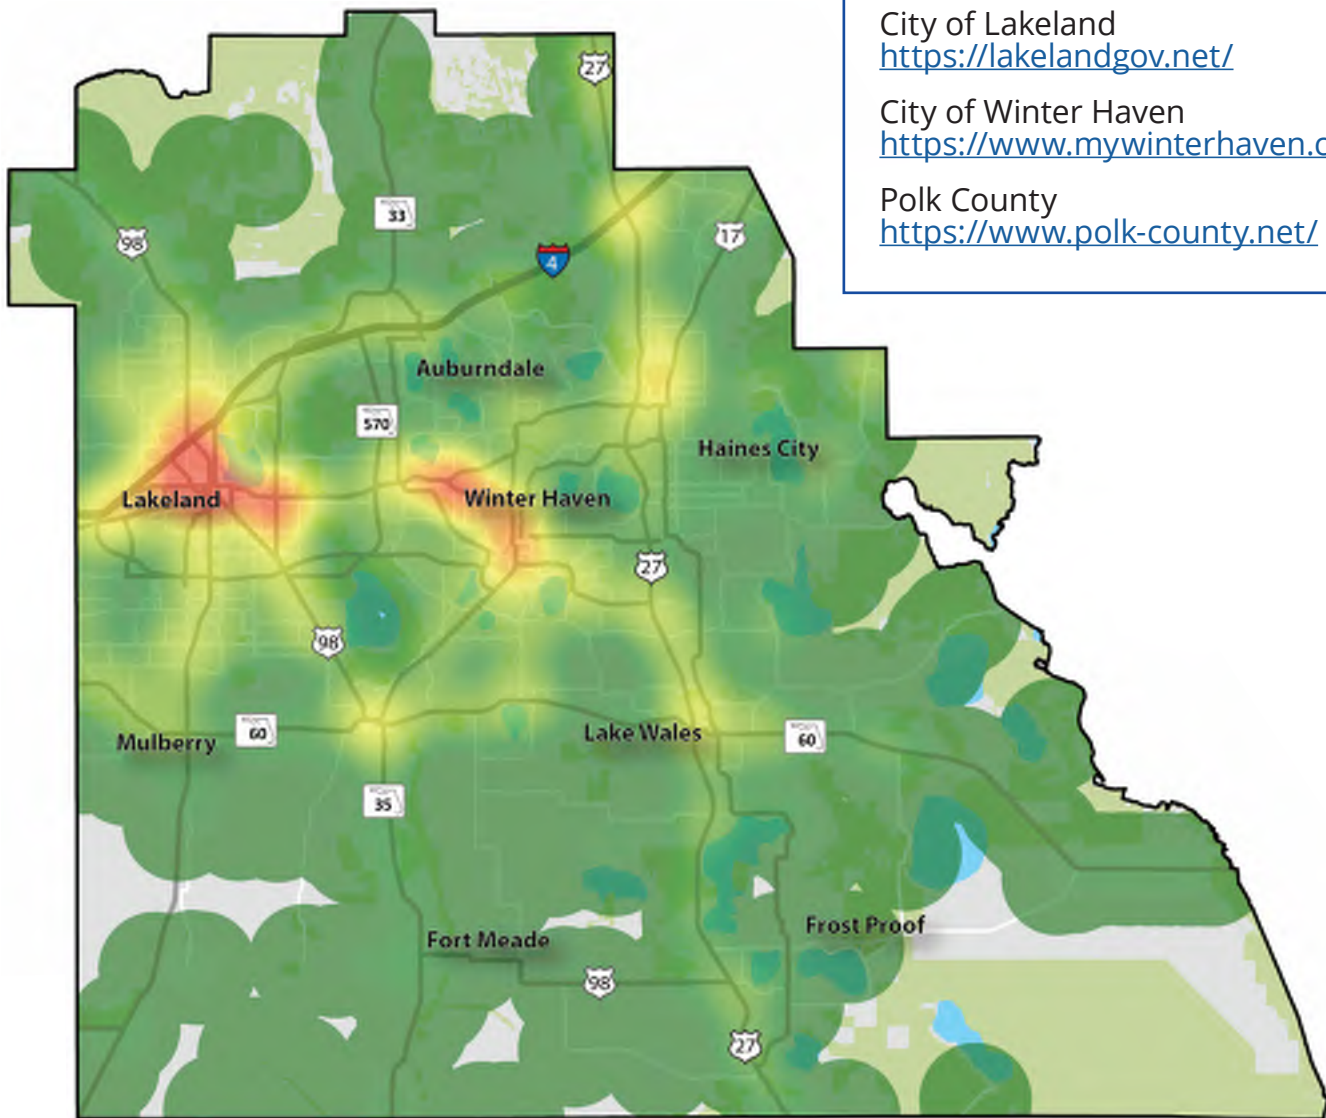 City of Lakeland
https://lakelandgov.net/
City of Winter Haven
https://www.mywinterhaven.c
Polk County
https://www.polk-county.net/
27
33
98
17
4
Auburndale
570
Haines City
Lakeland
Winter Haven
27
98
Mulberry
60
Lake Wales
60
35
Frost Proof
Fort Meade
98
27